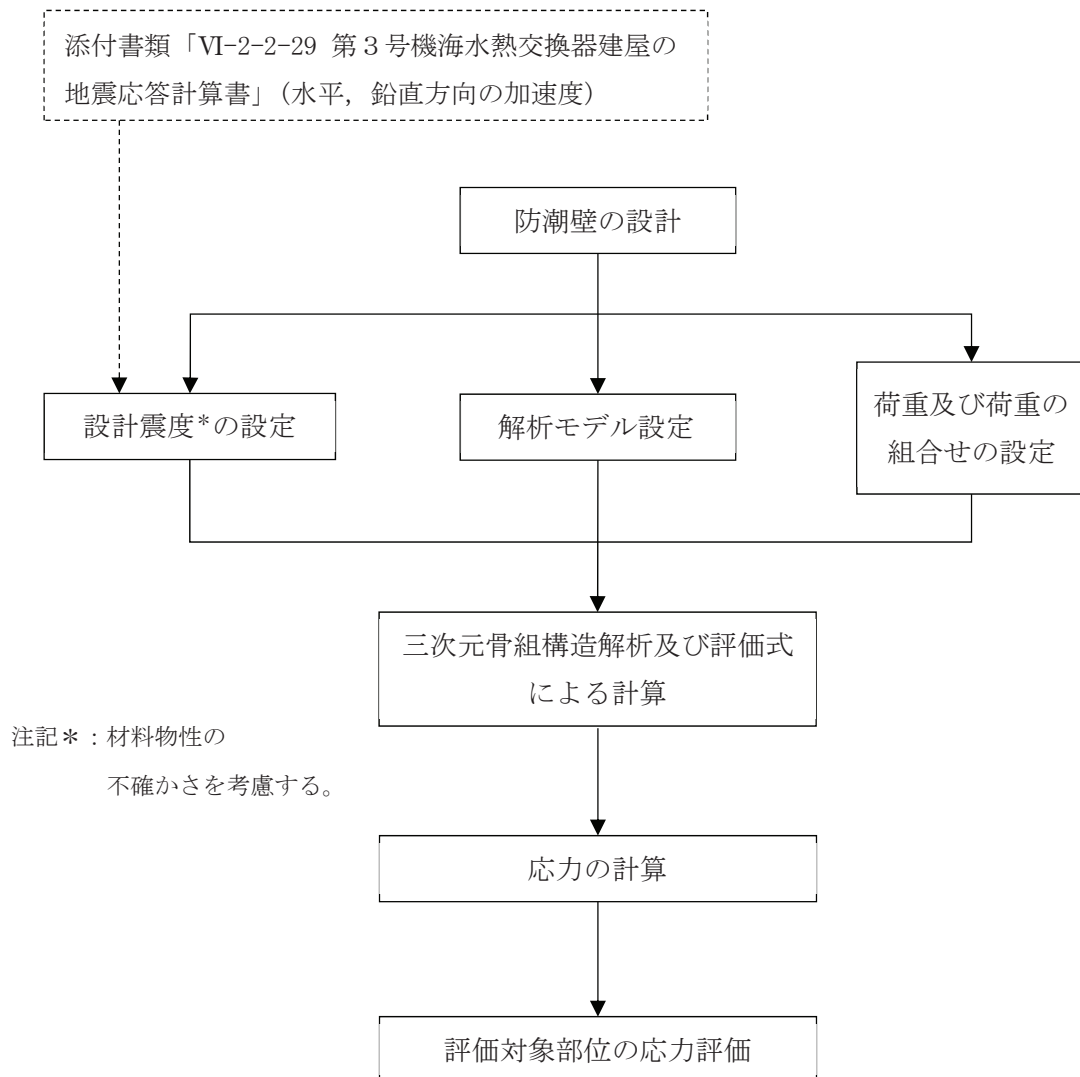 添付書類「Ⅵ-2-2-29 第３号機海水熱交換器建屋の
地震応答計算書」(水平，鉛直方向の加速度)
防潮壁の設計
設計震度*の設定
解析モデル設定
荷重及び荷重の
組合せの設定
三次元骨組構造解析及び評価式
による計算
注記＊：材料物性の
不確かさを考慮する。
応力の計算
評価対象部位の応力評価